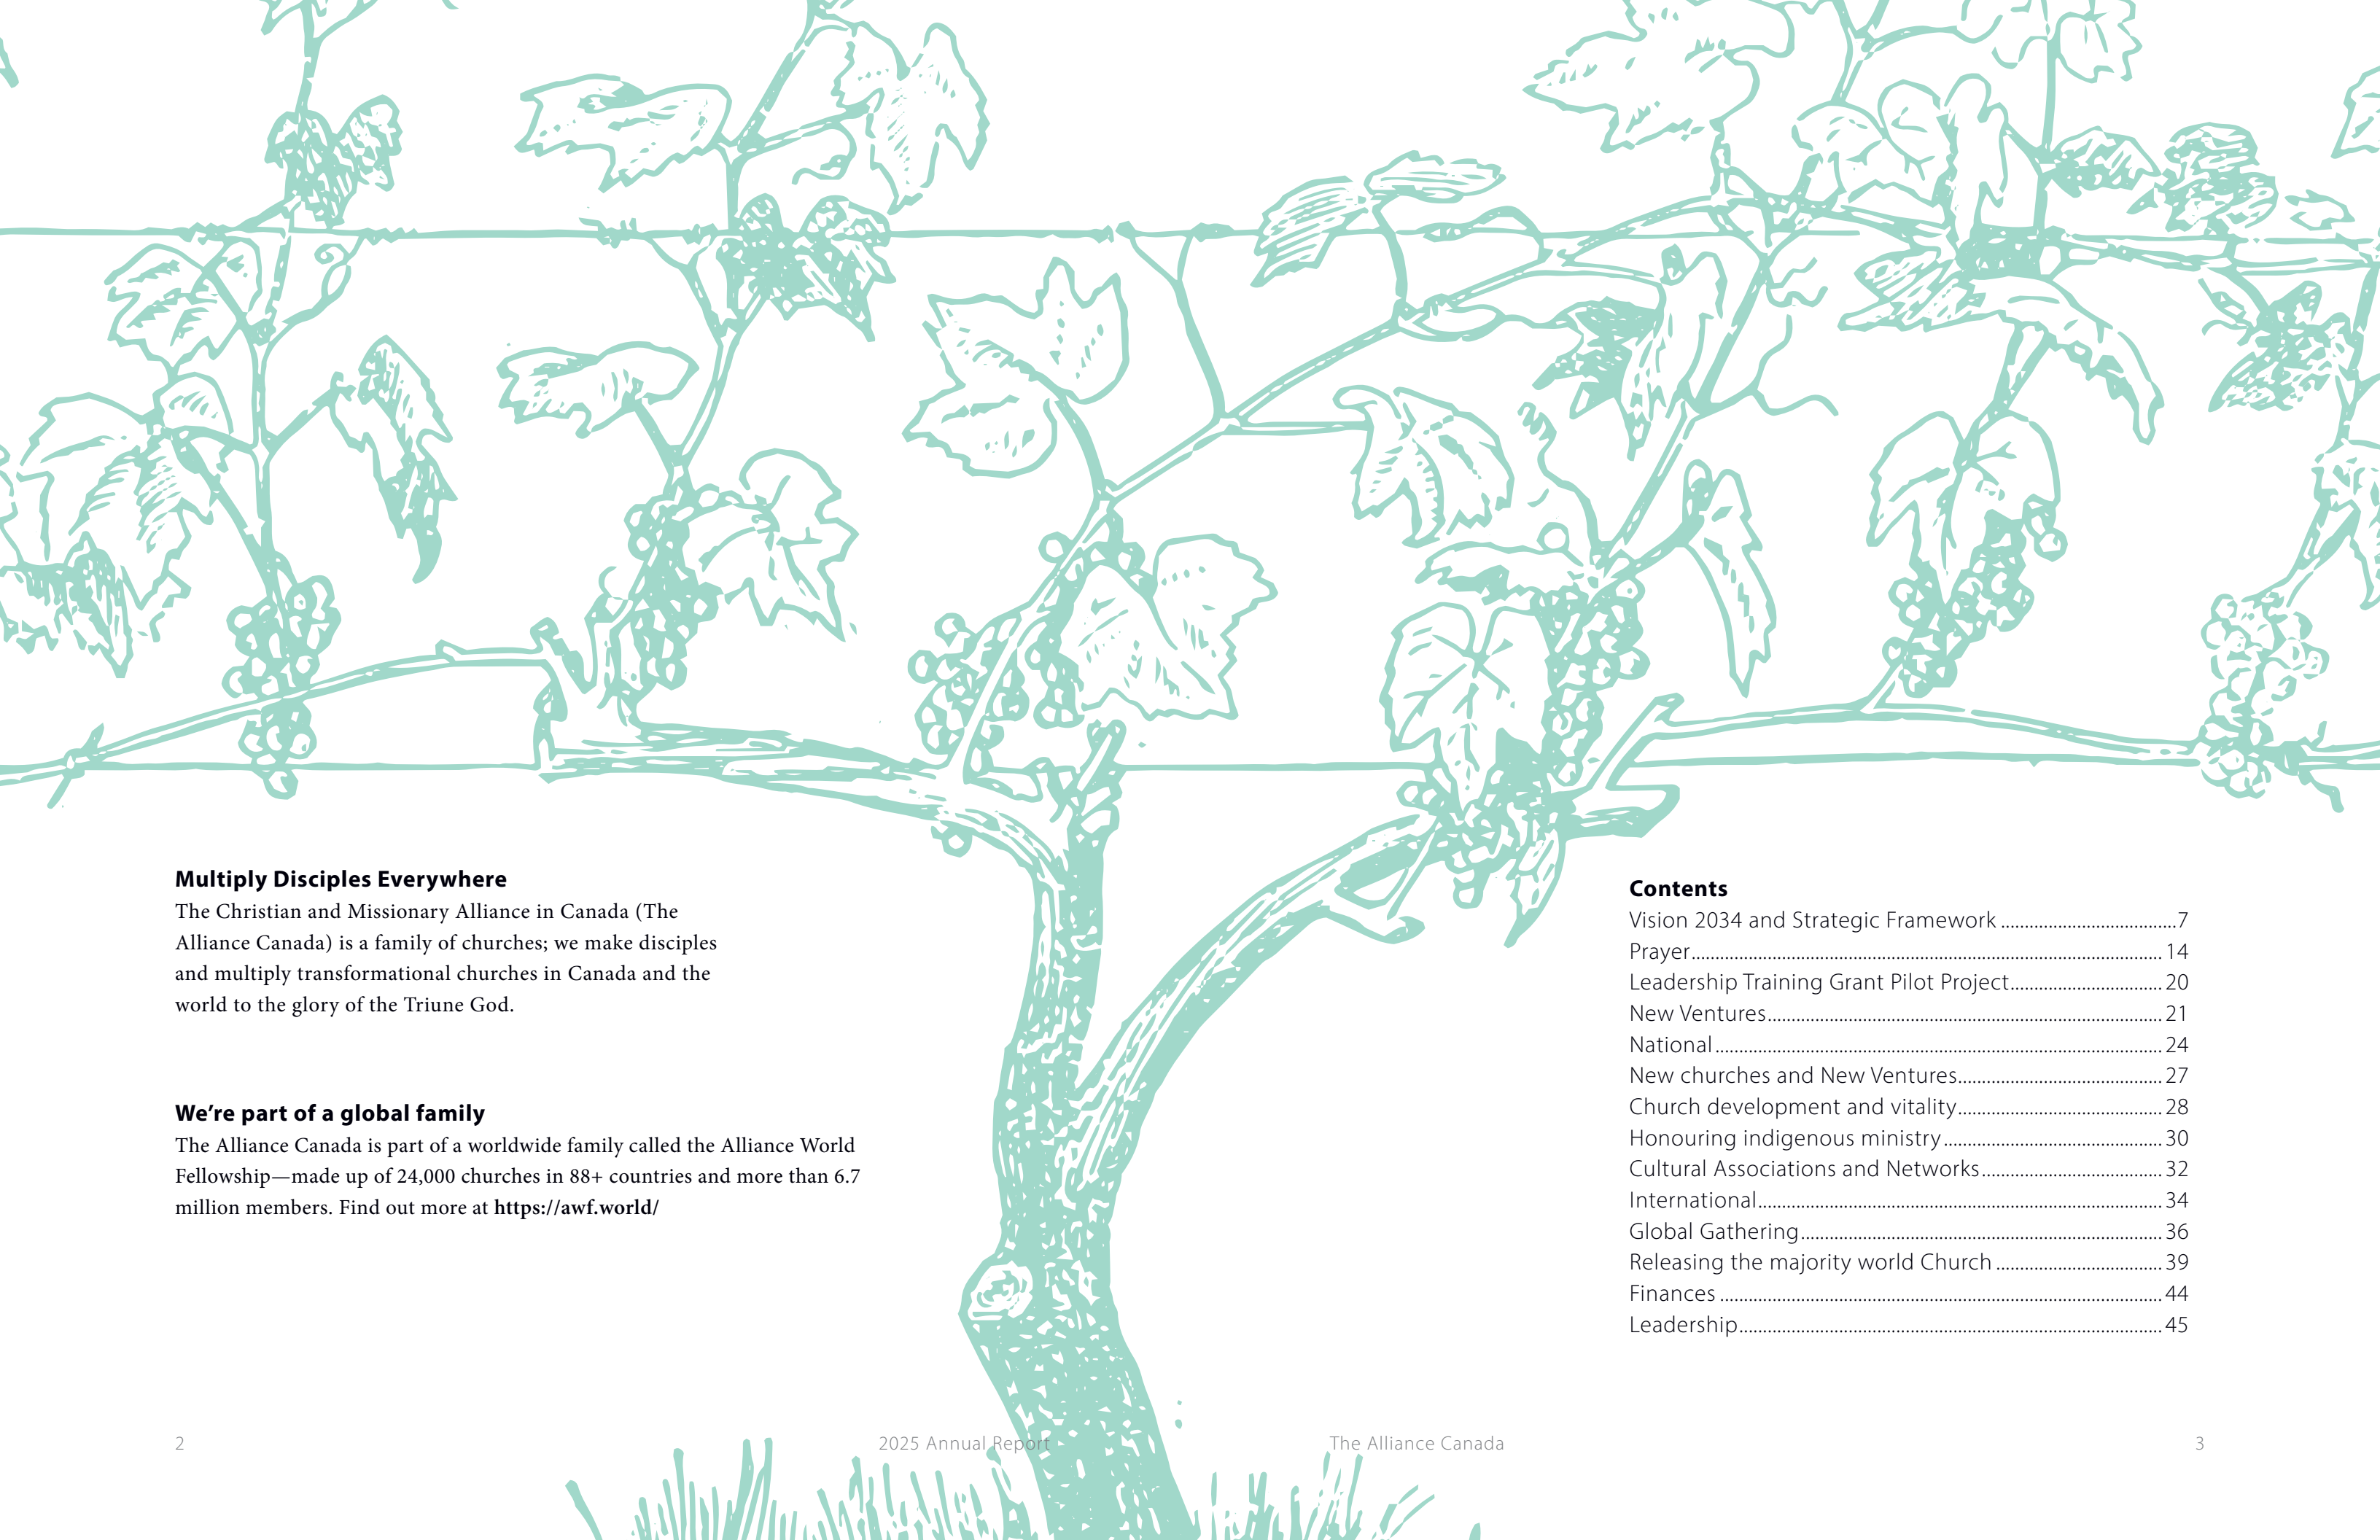 Multiply Disciples Everywhere
The Christian and Missionary Alliance in Canada (The
Alliance Canada) is a family of churches; we make disciples
and multiply transformational churches in Canada and the
world to the glory of the Triune God.
We’re part of a global family
The Alliance Canada is part of a worldwide family called the Alliance World
Fellowship—made up of 24,000 churches in 88+ countries and more than 6.7
million members. Find out more at https://awf.world/
2
2025 Annual Report
Contents
Vision 2034 and Strategic Framework ........................................7
Prayer........................................................................................................ 14
Leadership Training Grant Pilot Project................................... 20
New Ventures........................................................................................ 21
National.................................................................................................. 24
New churches and New Ventures.............................................. 27
Church development and vitality.............................................. 28
Honouring indigenous ministry................................................. 30
Cultural Associations and Networks........................................ 32
International......................................................................................... 34
Global Gathering................................................................................ 36
Releasing the majority world Church ..................................... 39
Finances ................................................................................................. 44
Leadership............................................................................................. 45
The Alliance Canada
3